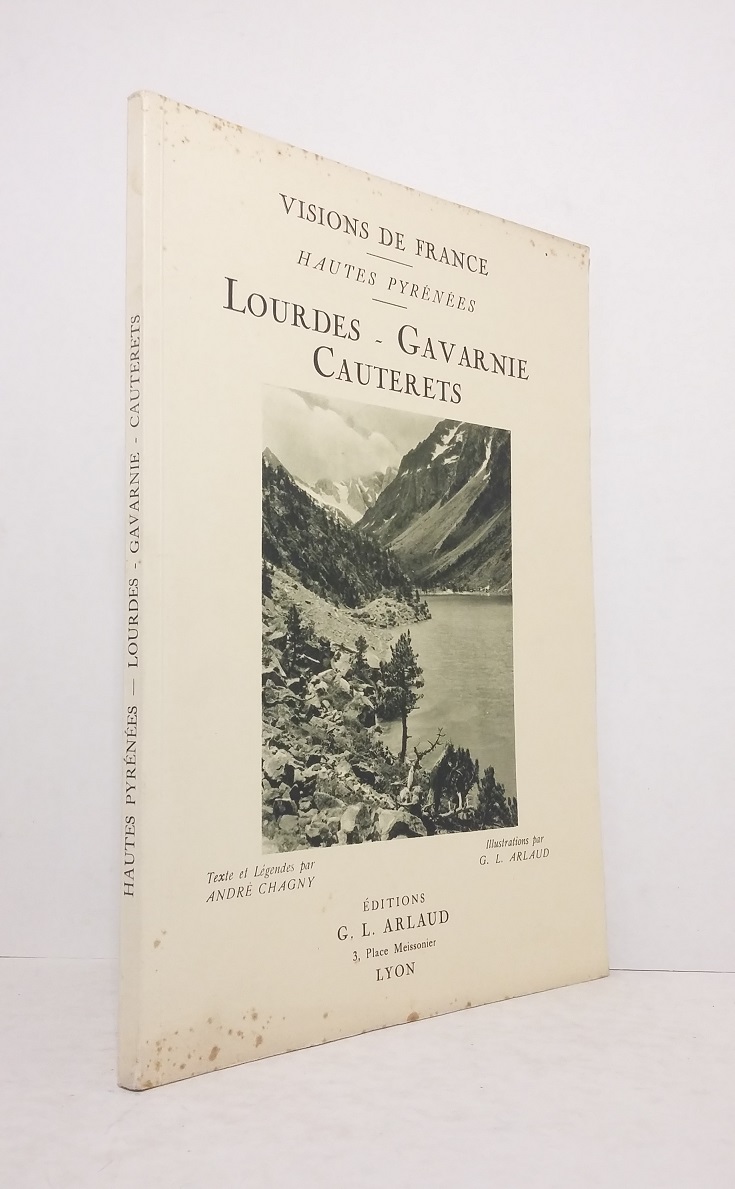 HAUTES PYRÉNÉES — LOURDES - GAVARNIE - CAUTERETS
VISIONS DE FRANCE
HAUTES PYRÉNÉES
LOURDES - GAVARNIE
CAUTERETS
Texte et Légendes par
ANDRÉ CHAGNY
Illustrations par
G. L. ARLAUD
ÉDITIONS
G. L. ARLAUD
3, Place Meissonier
LYON